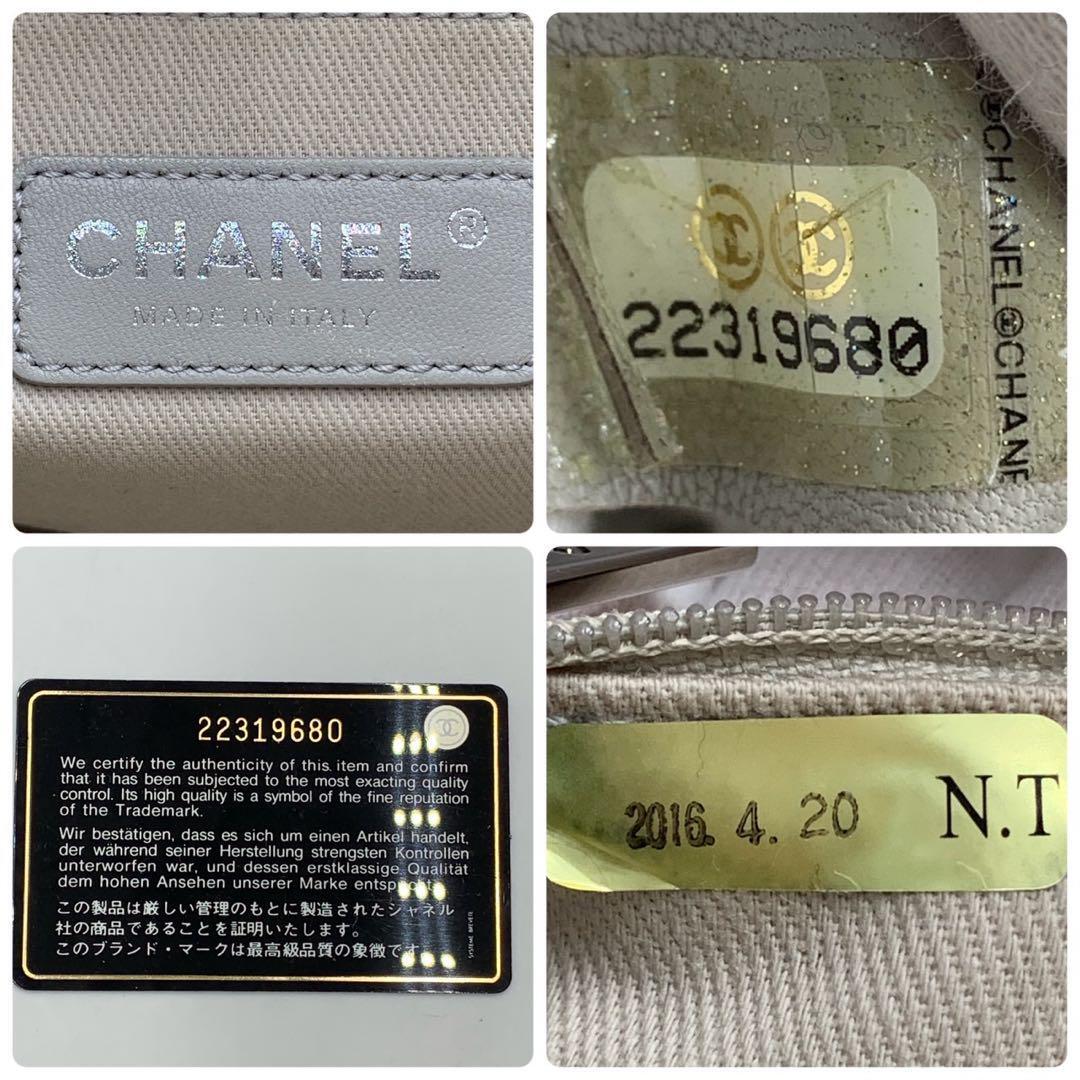 CHANEL®
MADE IN ITALY
22319680
©CHANEL©CHANE
22319680
We certify the authenticity of this item and confirm
that it has been subjected to the most exacting quality
control. Its high quality is a symbol of the fine reputation
of the Trademark.
Wir bestätigen, dass es sich um einen Artikel handelt,
der während seiner Herstellung strengsten Kontrollen
unterworfen war, und dessen erstklassige Qualität
dem hohen Ansehen unserer Marke entspricht.
この製品は厳しい管理のもとに製造されたシャネル
社の商品であることを証明いたします。
このブランド・マークは最高級品質の象徴です。
SYSTEME BREVETE
2016. 4. 20
N.T